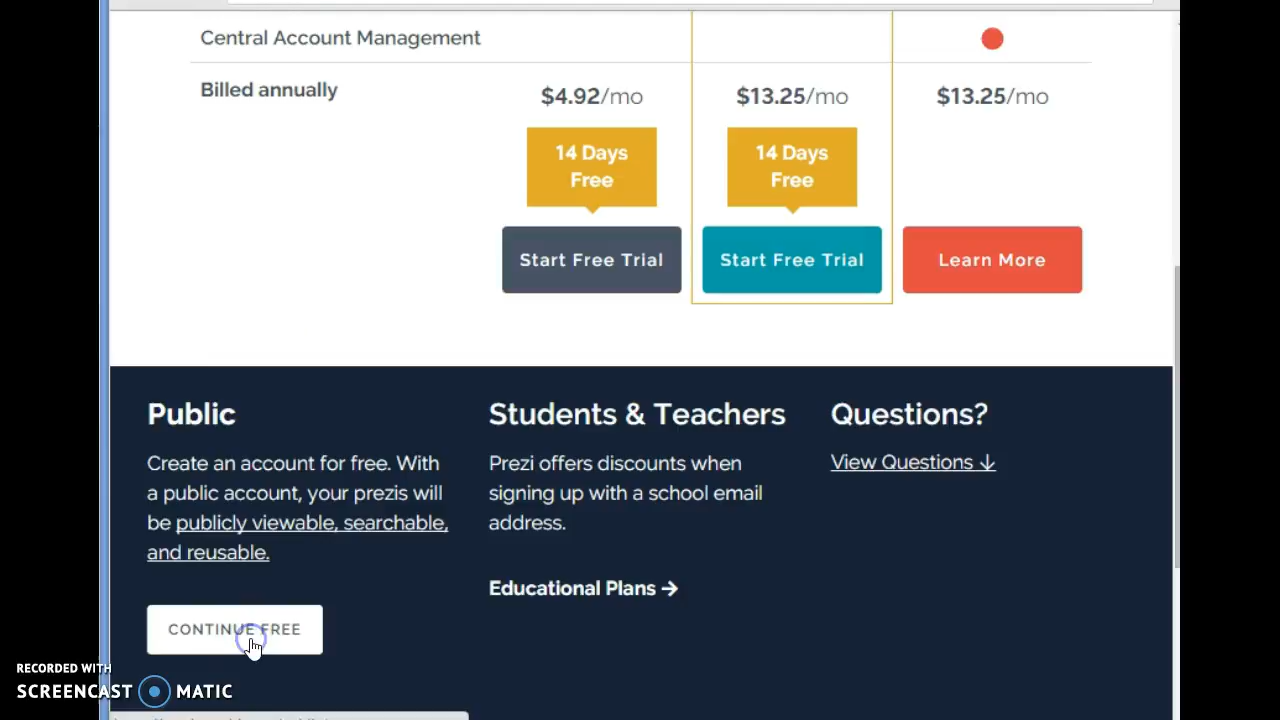 Central Account Management
Billed annually
$4.92/mo
$13.25/mo
$13.25/mo
14 Days
Free
14 Days
Free
Start Free Trial
Start Free Trial
Learn More
Public
Create an account for free. With
a public account, your prezis will
be publicly viewable, searchable,
and reusable.
CONTINUE FREE
Students & Teachers
Prezi offers discounts when
signing up with a school email
address.
Educational Plans →
Questions?
View Questions ↓
RECORDED WITH
SCREENCAST MATIC